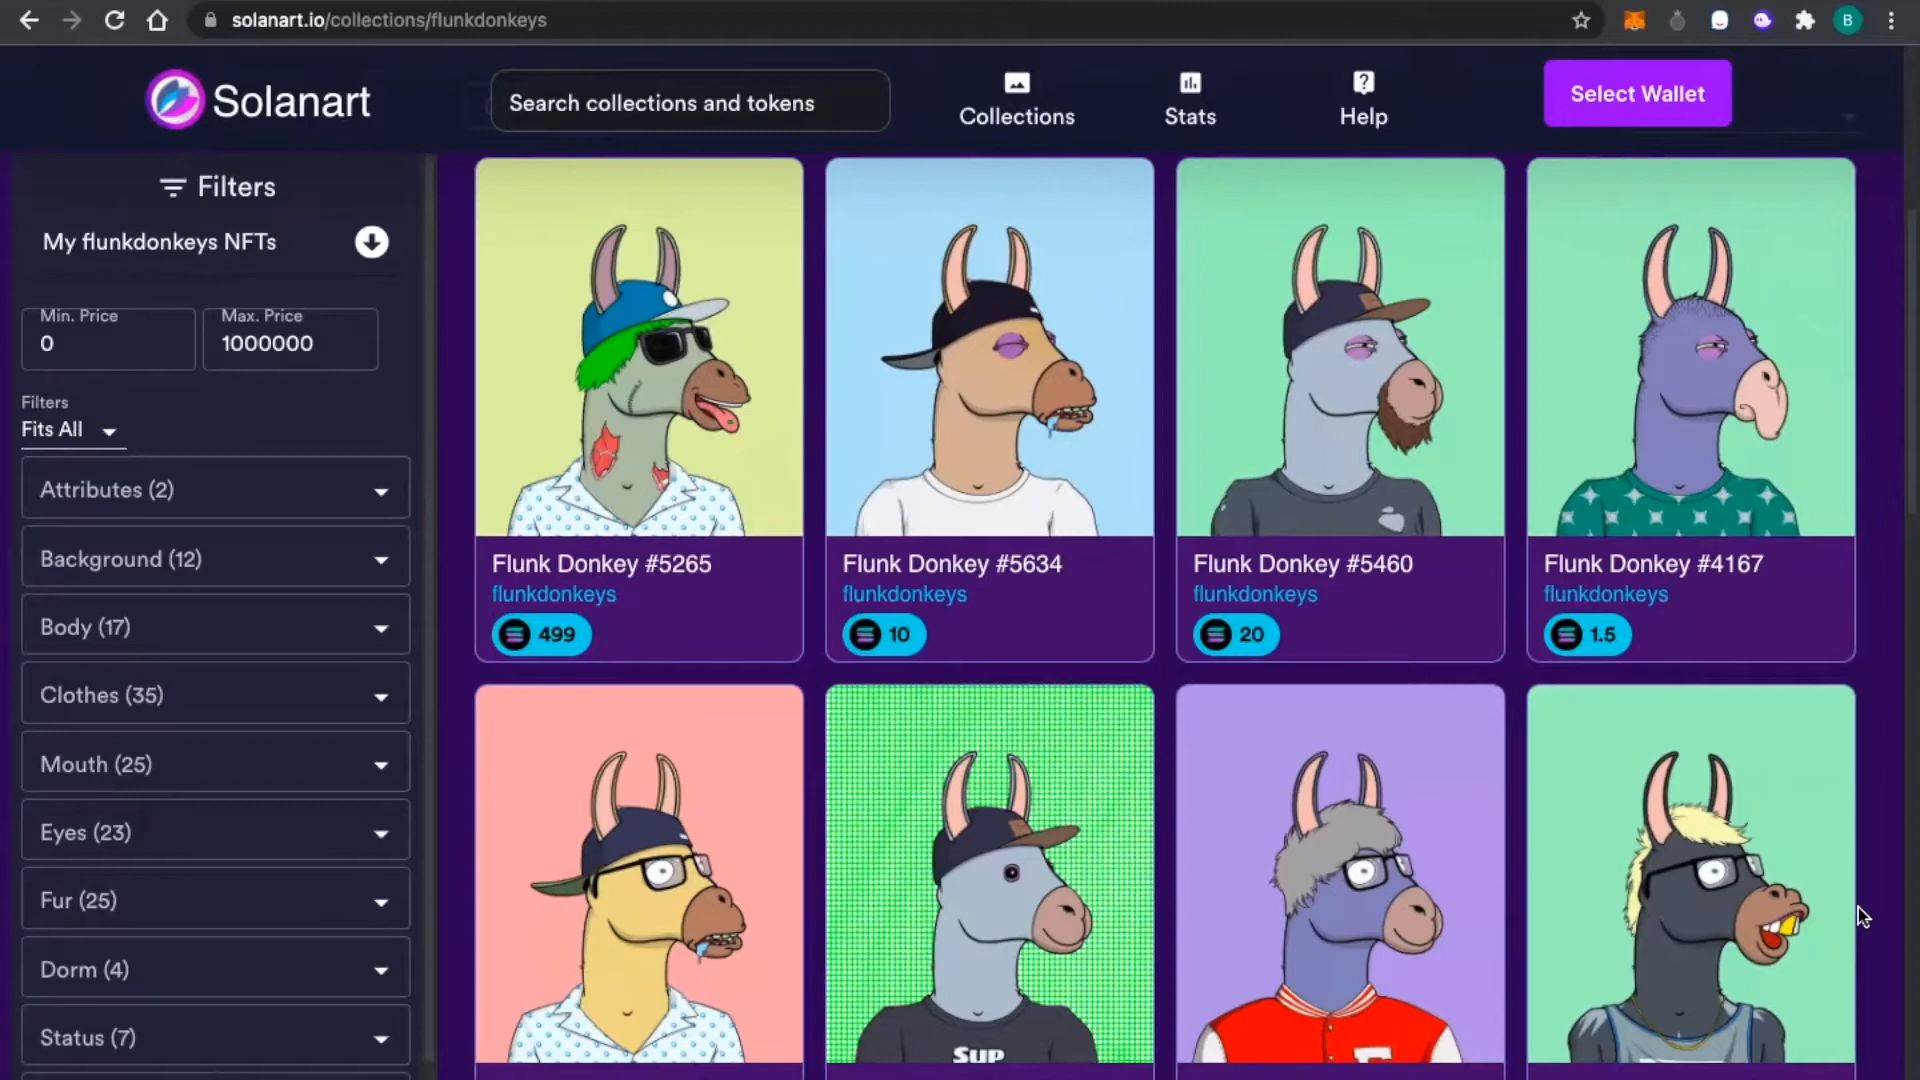 solanart.io/collections/flunkdonkeys
B
Solanart
Search collections and tokens
Collections
Stats
Help
Select Wallet
Filters
My flunkdonkeys NFTs
Min. Price
0
Max. Price
1000000
Filters
Fits All
Attributes (2)
Background (12)
Body (17)
Clothes (35)
Mouth (25)
Eyes (23)
Fur (25)
Dorm (4)
Status (7)
Flunk Donkey #5265
flunkdonkeys
499
Flunk Donkey #5634
flunkdonkeys
10
Flunk Donkey #5460
flunkdonkeys
20
Flunk Donkey #4167
flunkdonkeys
1.5
Sup